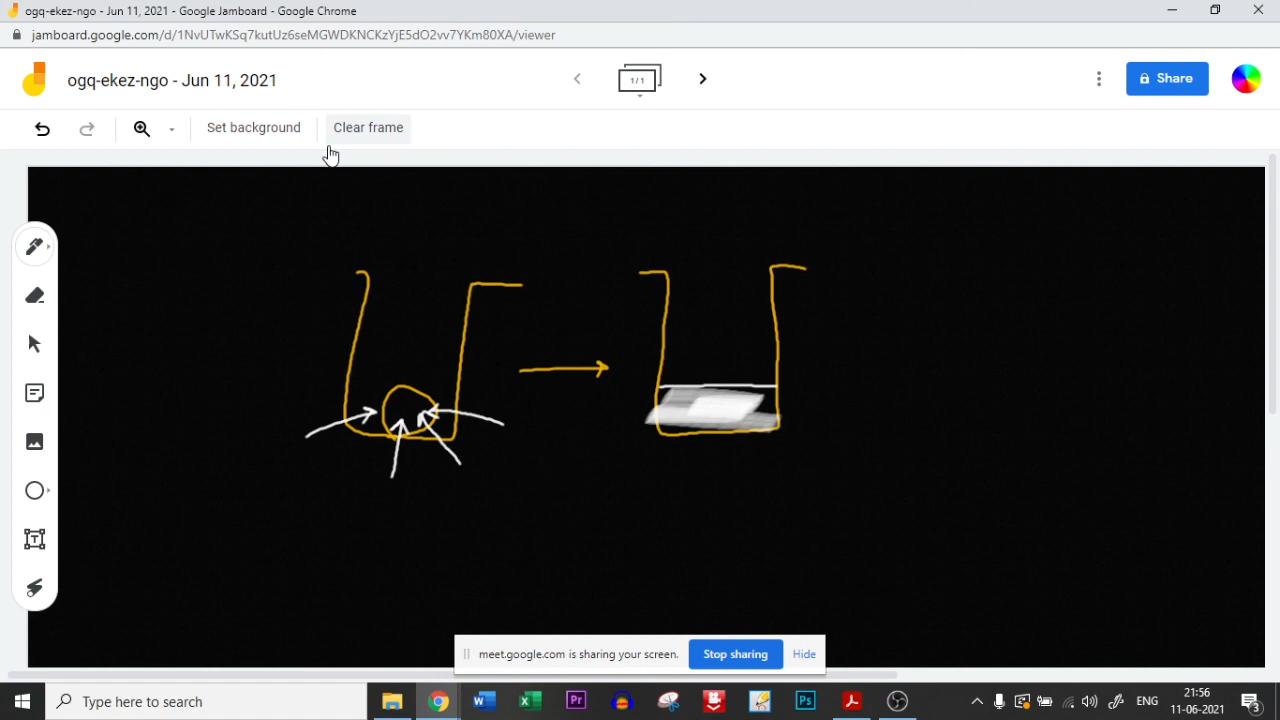 ogq-ekez-ngo - Jun 11, 2021 - Google Jamboard - Google Chrome
jamboard.google.com/d/1NvUTwKSq7kutUz6seMGWDKNCKzYjE5dO2vv7YKm80XA/viewer
ogq-ekez-ngo - Jun 11, 2021
1/1
Share
Set background
Clear frame
meet.google.com is sharing your screen.
Stop sharing
Hide
Type here to search
ENG
21:56
11-06-2021
3